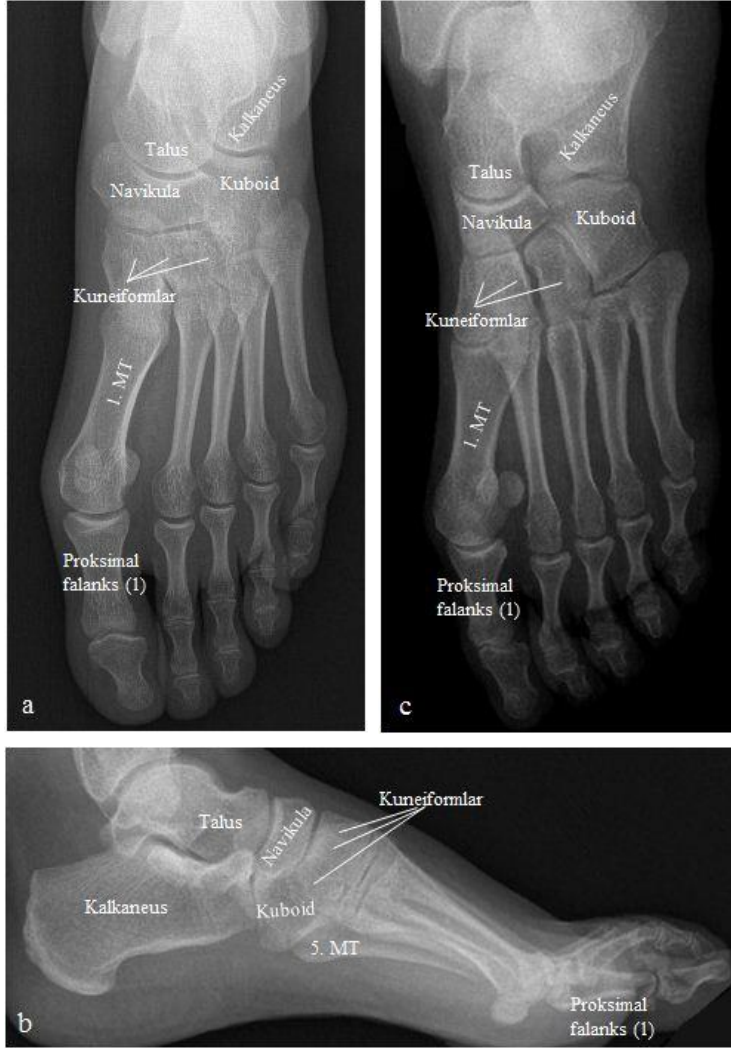 Talus
Kalkaneus
Navikula
Kuboid
Kuneiformlar
1. MT
Proksimal
falanks (1)
a
Kalkaneus
Talus
Navikula
Kuboid
Kuneiformlar
1. MT
Proksimal
falanks (1)
c
Kuneiformlar
Talus
Navikula
Kalkaneus
Kuboid
5. MT
Proksimal
falanks (1)
b